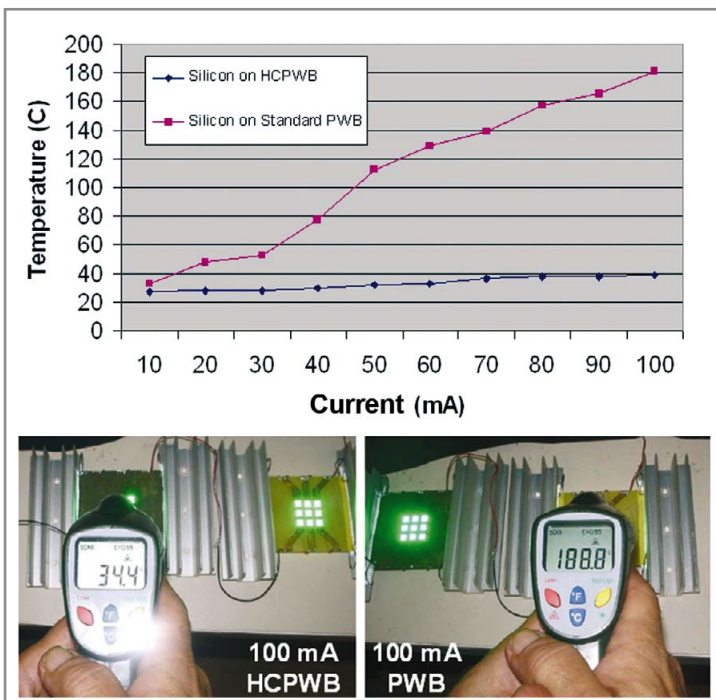 200
180
160
140
120
100
80
60
40
20
0
Temperature (C)
Silicon on HCPWB
Silicon on Standard PWB
10 20 30 40 50 60 70 80 90 100
Current (mA)
SCAN
34.4
°F
°C
100 mA
HCPWB
SCAN
188.8
°F
°C
100 mA
PWB